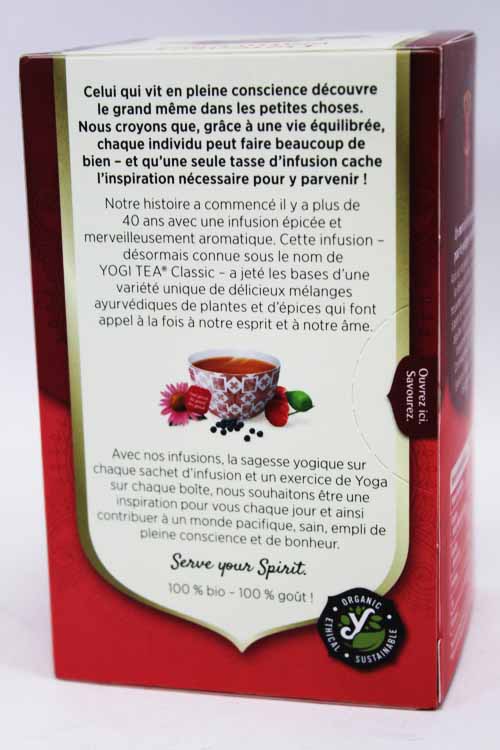 Celui qui vit en pleine conscience découvre
le grand même dans les petites choses.
Nous croyons que, grâce à une vie équilibrée,
chaque individu peut faire beaucoup de
bien – et qu'une seule tasse d'infusion cache
l'inspiration nécessaire pour y parvenir !
Notre histoire a commencé il y a plus de
40 ans avec une infusion épicée et
merveilleusement aromatique. Cette infusion –
désormais connue sous le nom de
YOGI TEA® Classic – a jeté les bases d'une
variété unique de délicieux mélanges
ayurvédiques de plantes et d'épices qui font
appel à la fois à notre esprit et à notre âme.
Avec nos infusions, la sagesse yogique sur
chaque sachet d'infusion et un exercice de Yoga
sur chaque boîte, nous souhaitons être une
inspiration pour vous chaque jour et ainsi
contribuer à un monde pacifique, sain, empli de
pleine conscience et de bonheur.
Serve your Spirit.
100 % bio – 100 % goût !
ORGANIC
ETHICAL
SUSTAINABLE
Ouvrez ici.
Savourez.